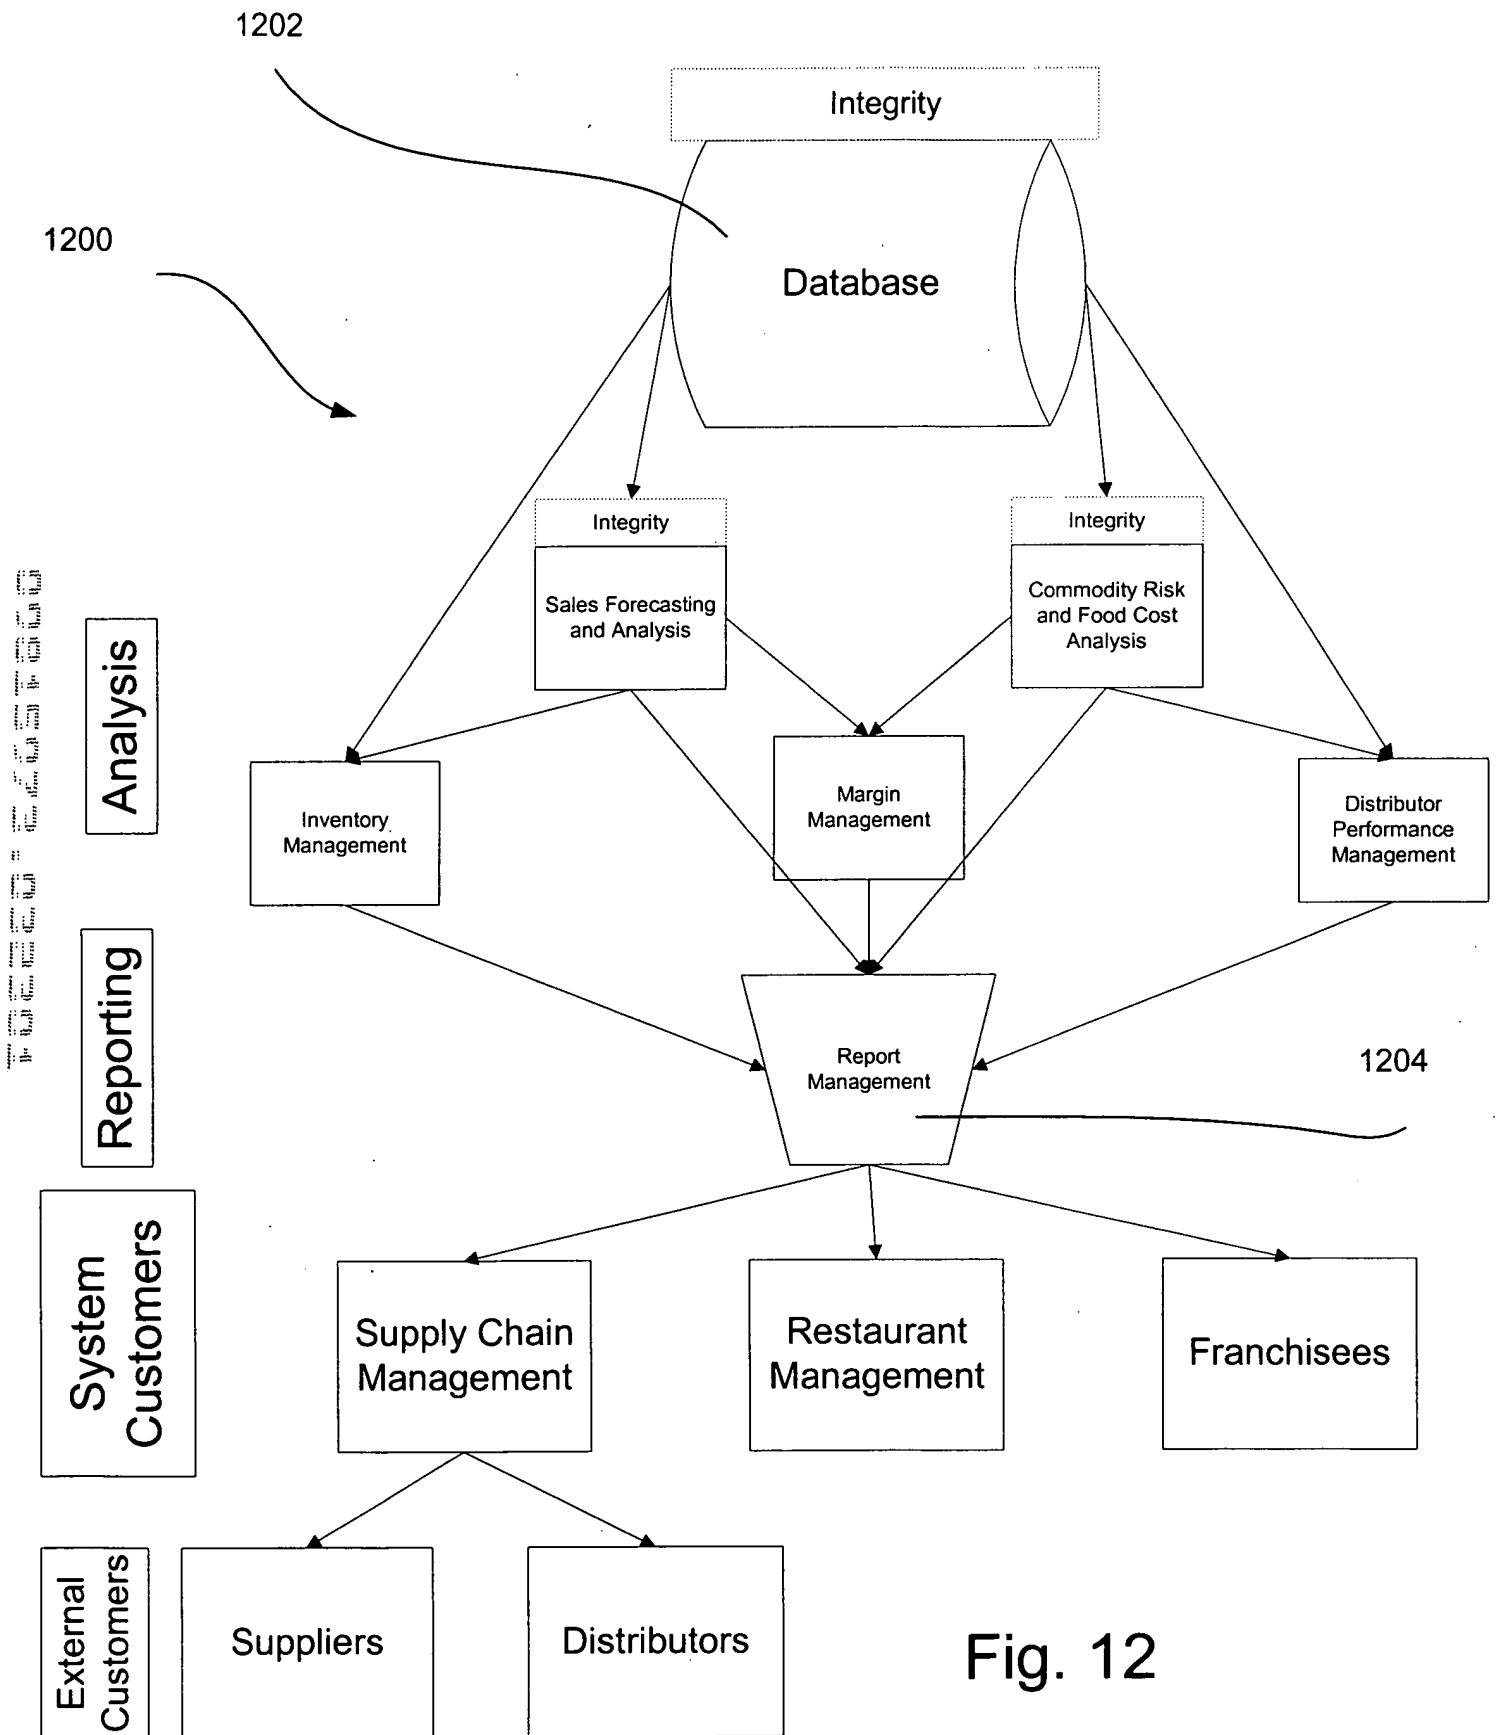 1202
Integrity
1200
Database
Integrity
Integrity
Sales Forecasting
and Analysis
Commodity Risk
and Food Cost
Analysis
Analysis
Inventory
Management
Margin
Management
Distributor
Performance
Management
Reporting
Report
Management
1204
System
Customers
Supply Chain
Management
Restaurant
Management
Franchisees
External
Customers
Suppliers
Distributors
Fig. 12